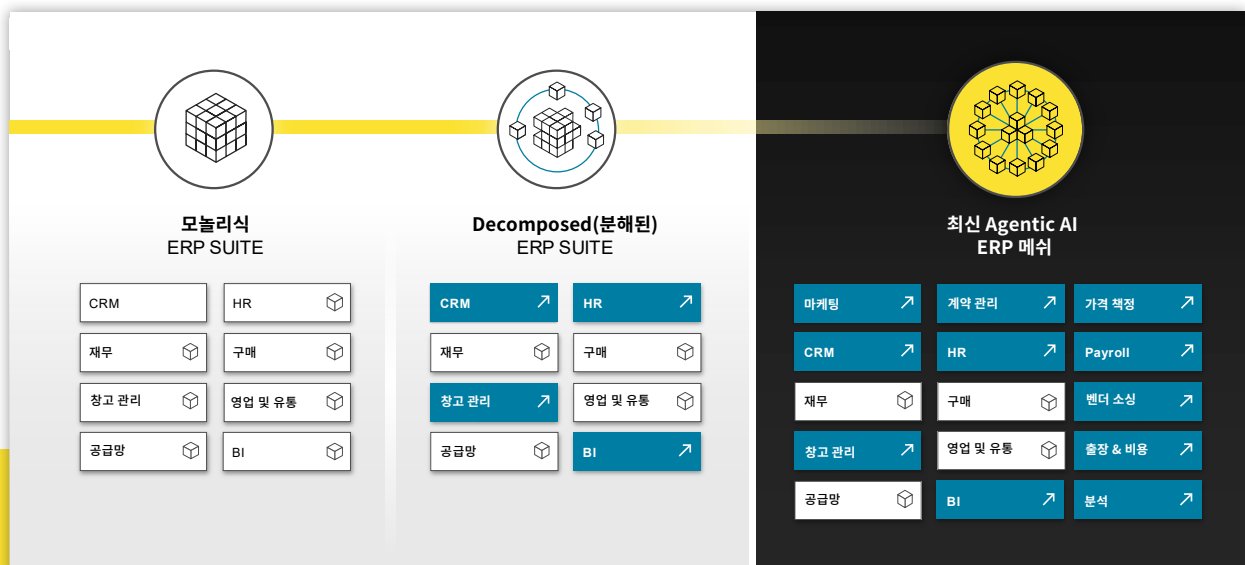 모놀리식
ERP SUITE
CRM
HR
재무
구매
창고 관리
영업 및 유통
공급망
BI
Decomposed(분해된)
ERP SUITE
CRM
HR
재무
구매
창고 관리
영업 및 유통
공급망
BI
최신 Agentic AI
ERP 메쉬
마케팅
계약 관리
가격 책정
CRM
HR
Payroll
재무
구매
벤더 소싱
창고 관리
영업 및 유통
출장 & 비용
공급망
BI
분석